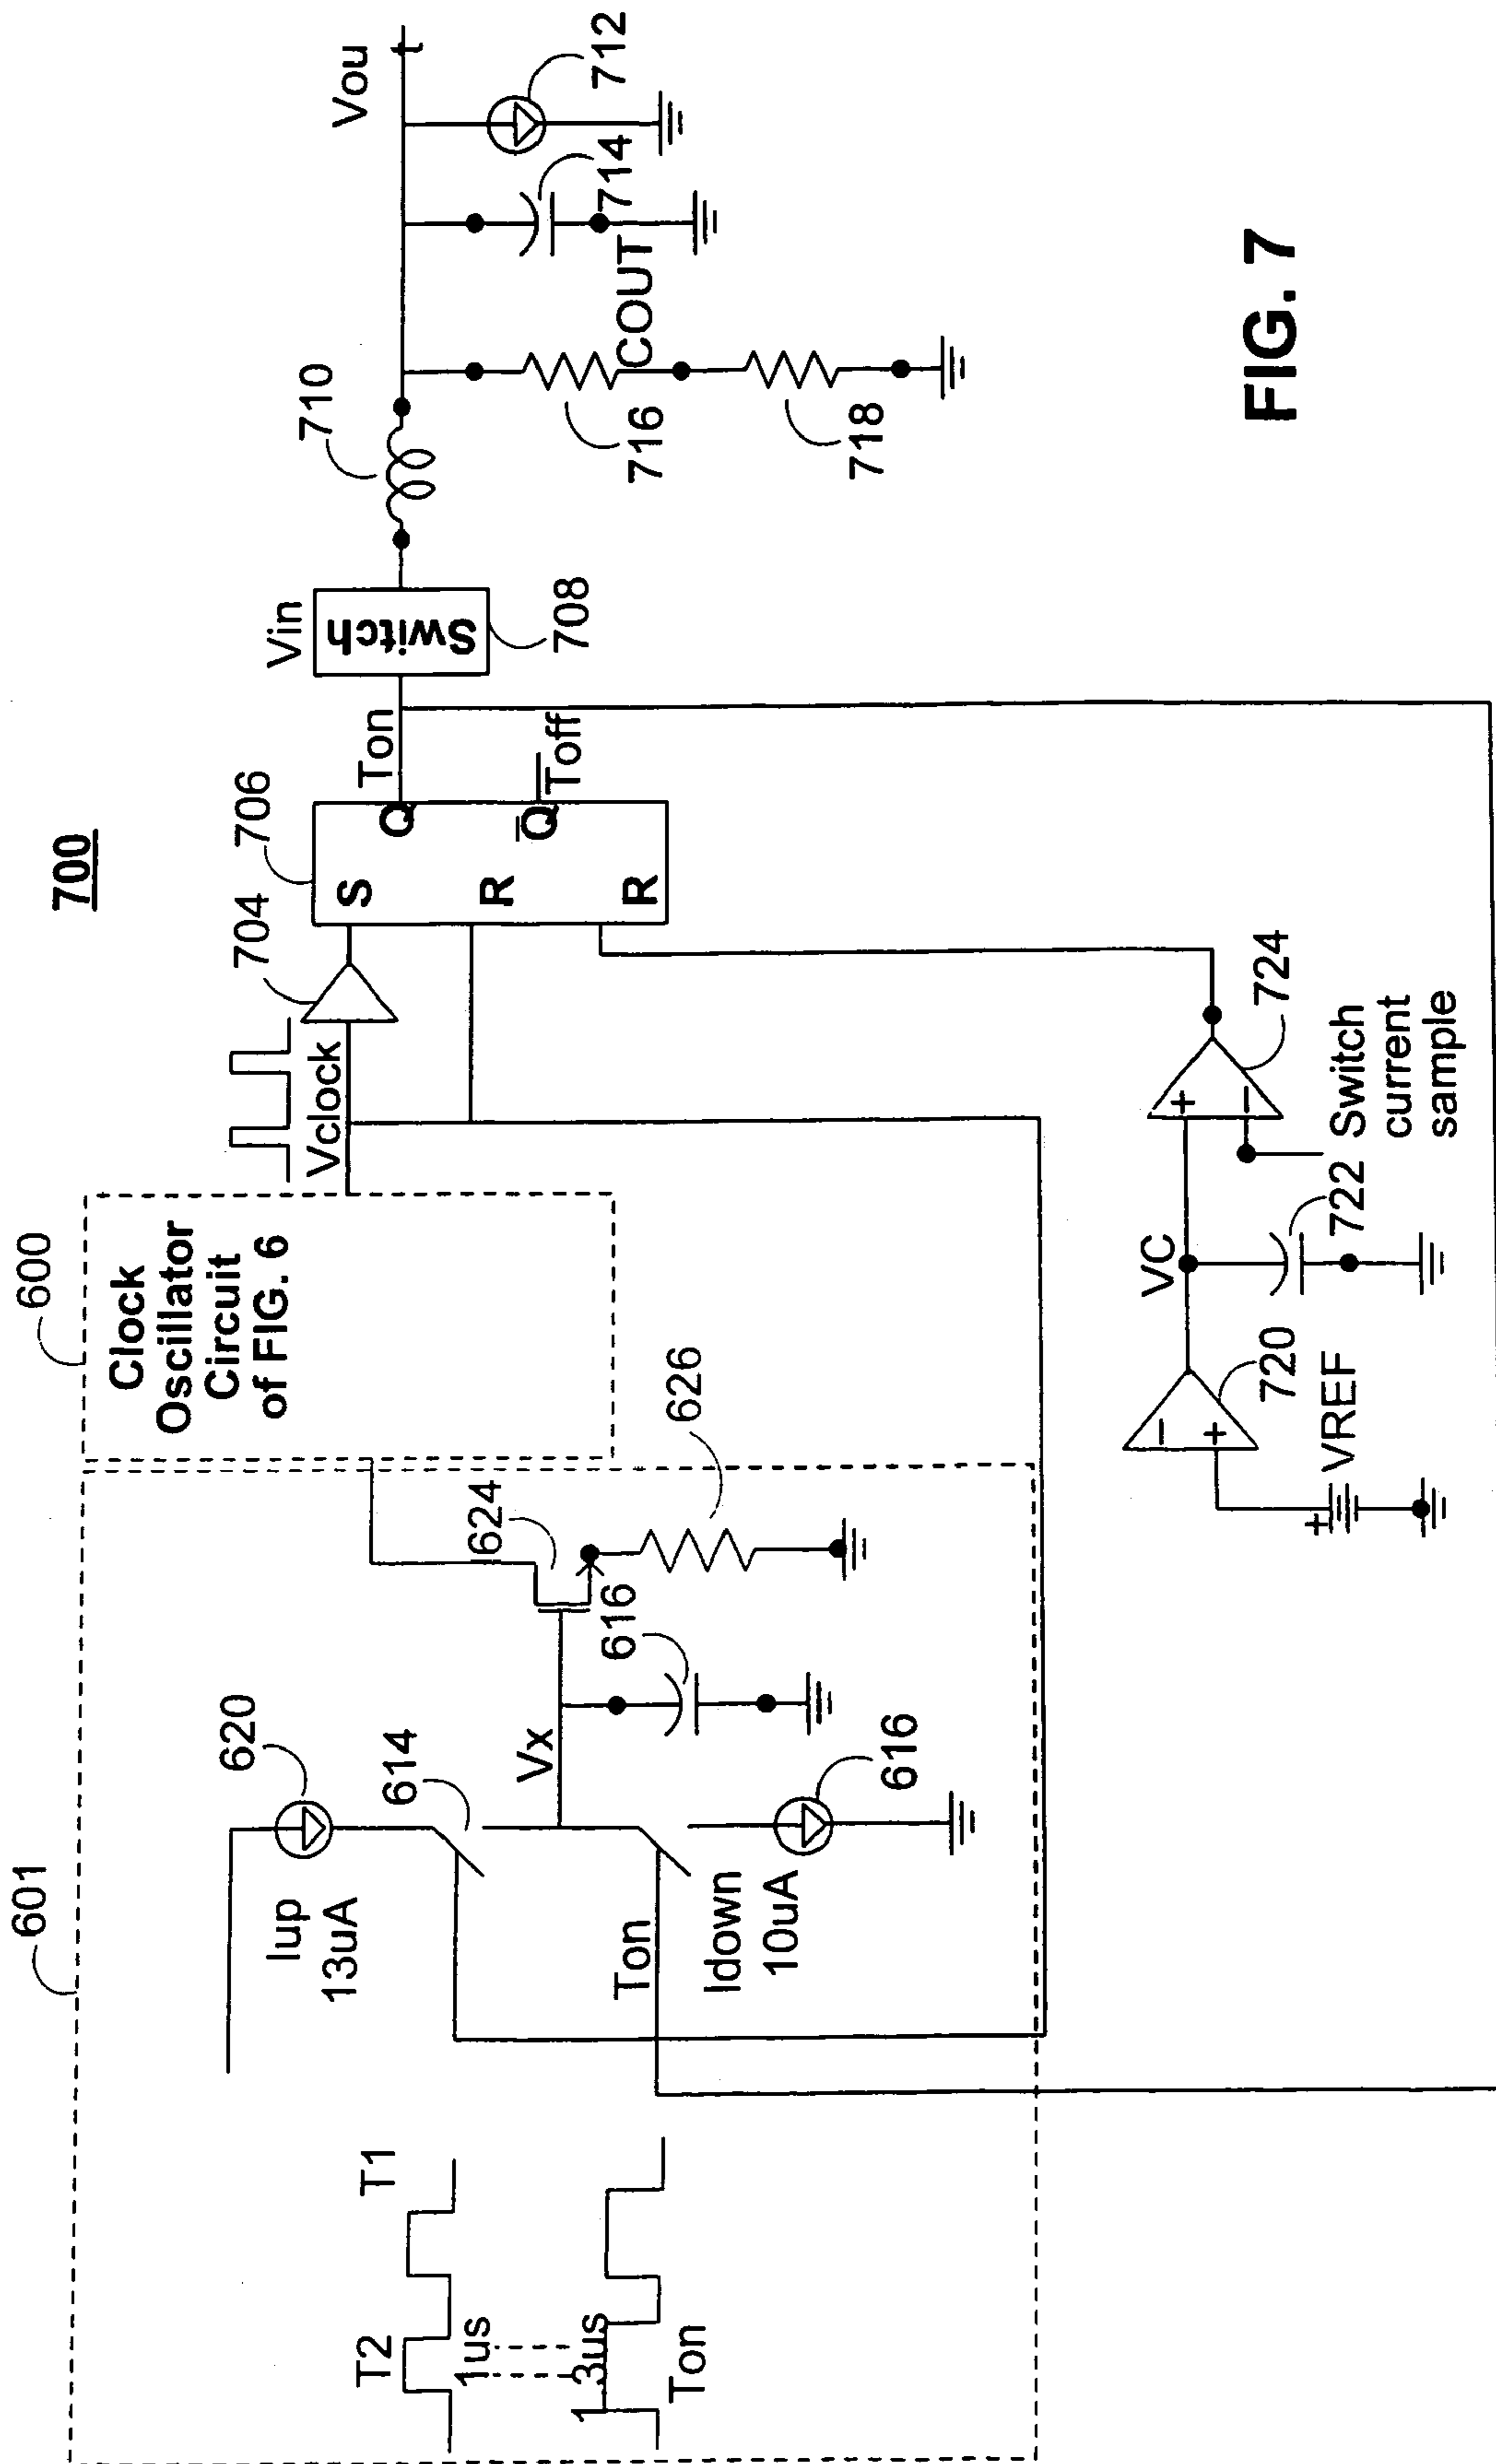 700
601
600
Clock
Oscillator
Circuit
of FIG. 6
620
Iup
13uA
614
Vx
624
626
616
616
Ton
Idown
10uA
T2
T1
1us
1
3us
Ton
Vclock
704
706
S
R
R
Q
Q
Ton
Toff
Vin
Switch
708
710
Vou
t
712
714
COUT
716
718
VREF
+
−
+
720
VC
722
+
−
724
Switch
current
sample
FIG. 7